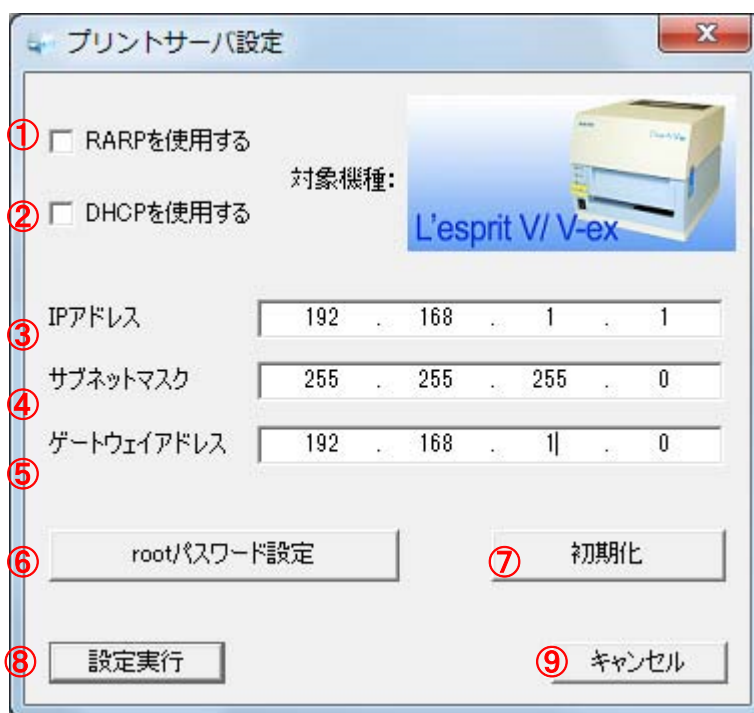 プリントサーバ設定
① RARPを使用する
② DHCPを使用する
対象機種:
L'esprit V/ V-ex
IPアドレス 192 . 168 . 1 . 1
③
サブネットマスク 255 . 255 . 255 . 0
④
ゲートウェイアドレス 192 . 168 . 1 . 0
⑤
⑥ rootパスワード設定 ⑦ 初期化
⑧ 設定実行 ⑨ キャンセル